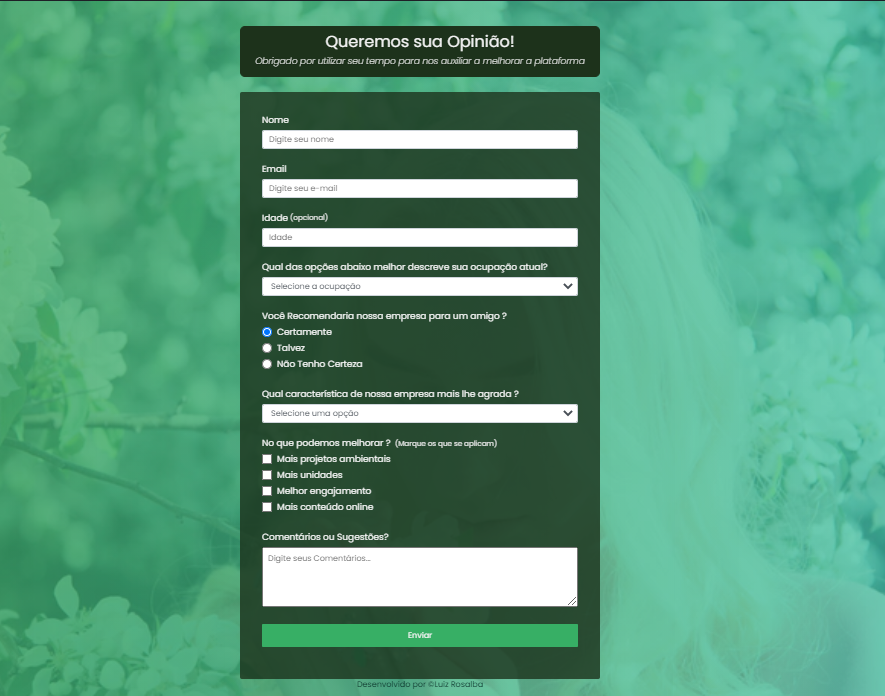 Queremos sua Opinião!
Obrigado por utilizar seu tempo para nos auxiliar a melhorar a plataforma
Nome
Digite seu nome
Email
Digite seu e-mail
Idade (opcional)
Idade
Qual das opções abaixo melhor descreve sua ocupação atual?
Selecione a ocupação
Você Recomendaria nossa empresa para um amigo ?
Certamente
Talvez
Não Tenho Certeza
Qual característica de nossa empresa mais lhe agrada ?
Selecione uma opção
No que podemos melhorar ? (Marque os que se aplicam)
Mais projetos ambientais
Mais unidades
Melhor engajamento
Mais conteúdo online
Comentários ou Sugestões?
Digite seus Comentários...
Enviar
Desenvolvido por ©Luiz Rosalba